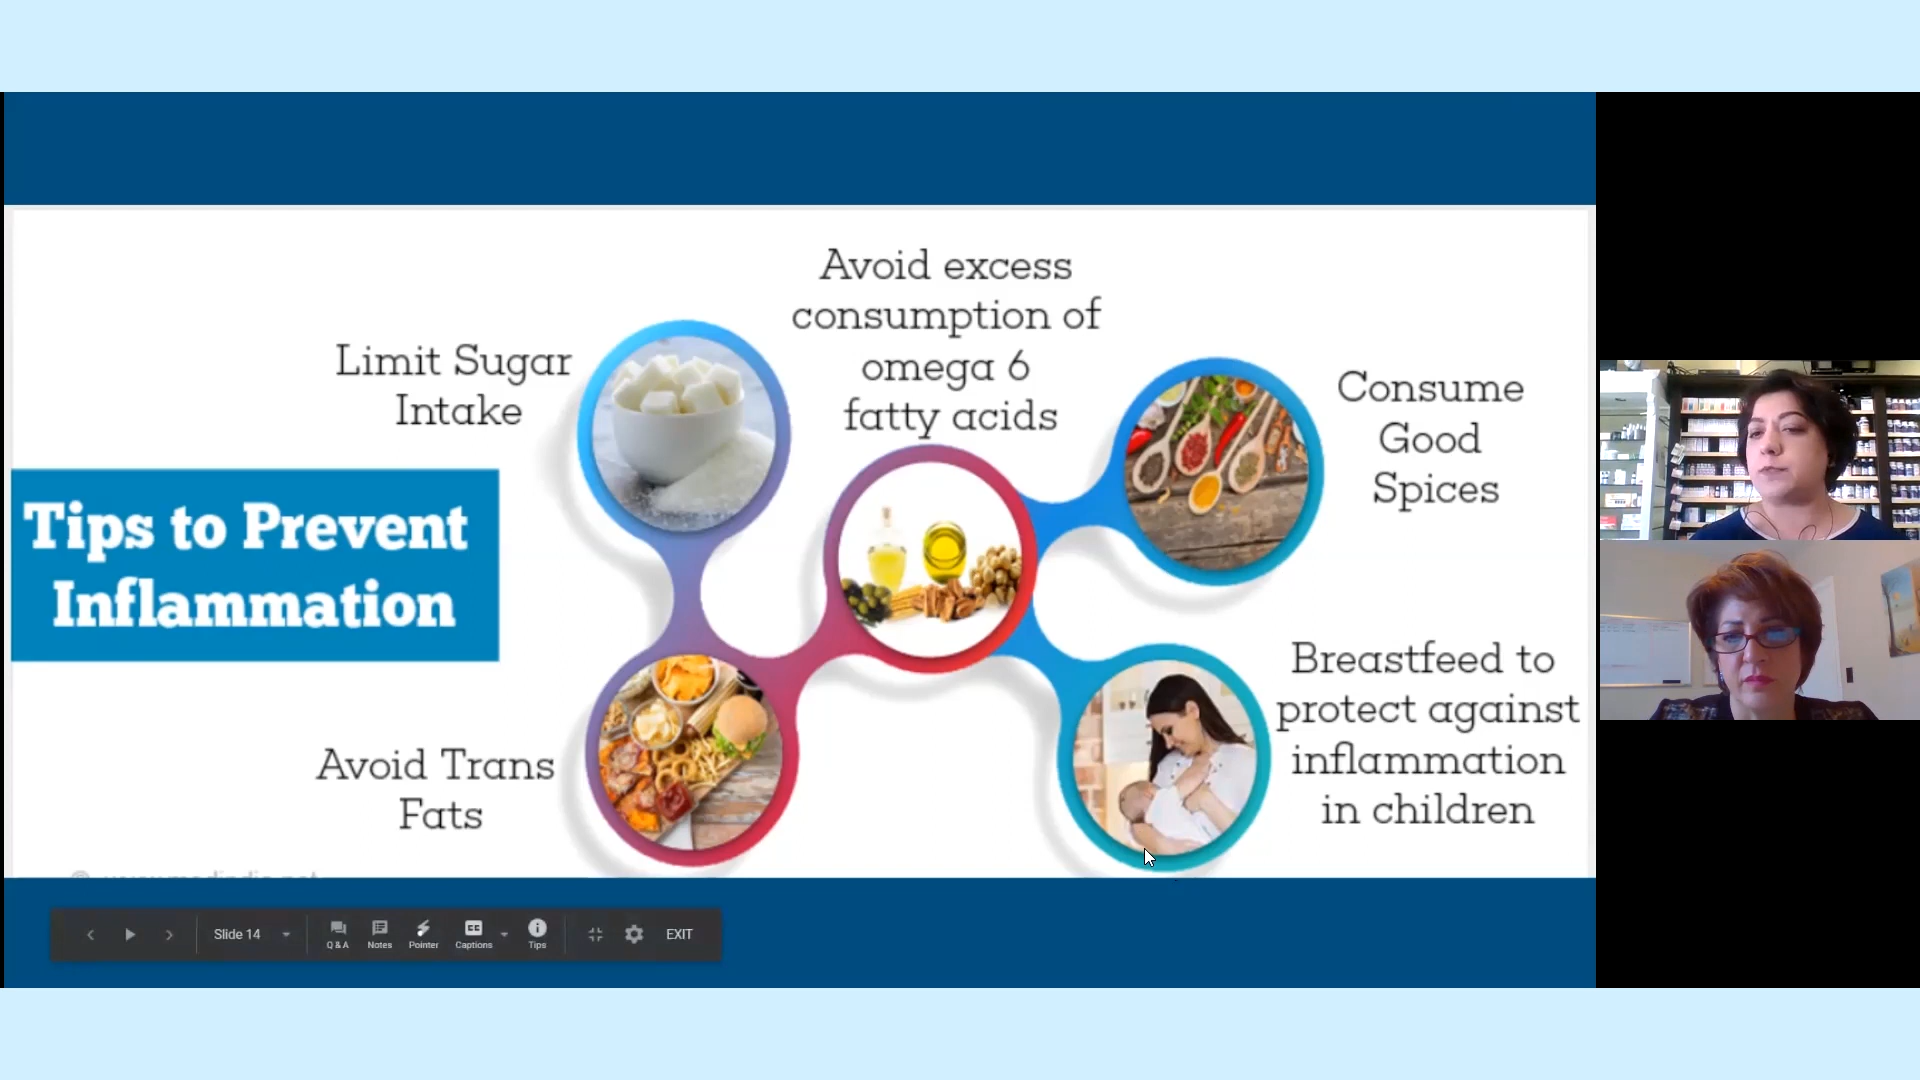 Tips to Prevent
Inflammation
Limit Sugar
Intake
Avoid Trans
Fats
Avoid excess
consumption of
omega 6
fatty acids
Consume
Good
Spices
Breastfeed to
protect against
inflammation
in children
Slide 14
Q & A
Notes
Pointer
CC
Captions
Tips
EXIT